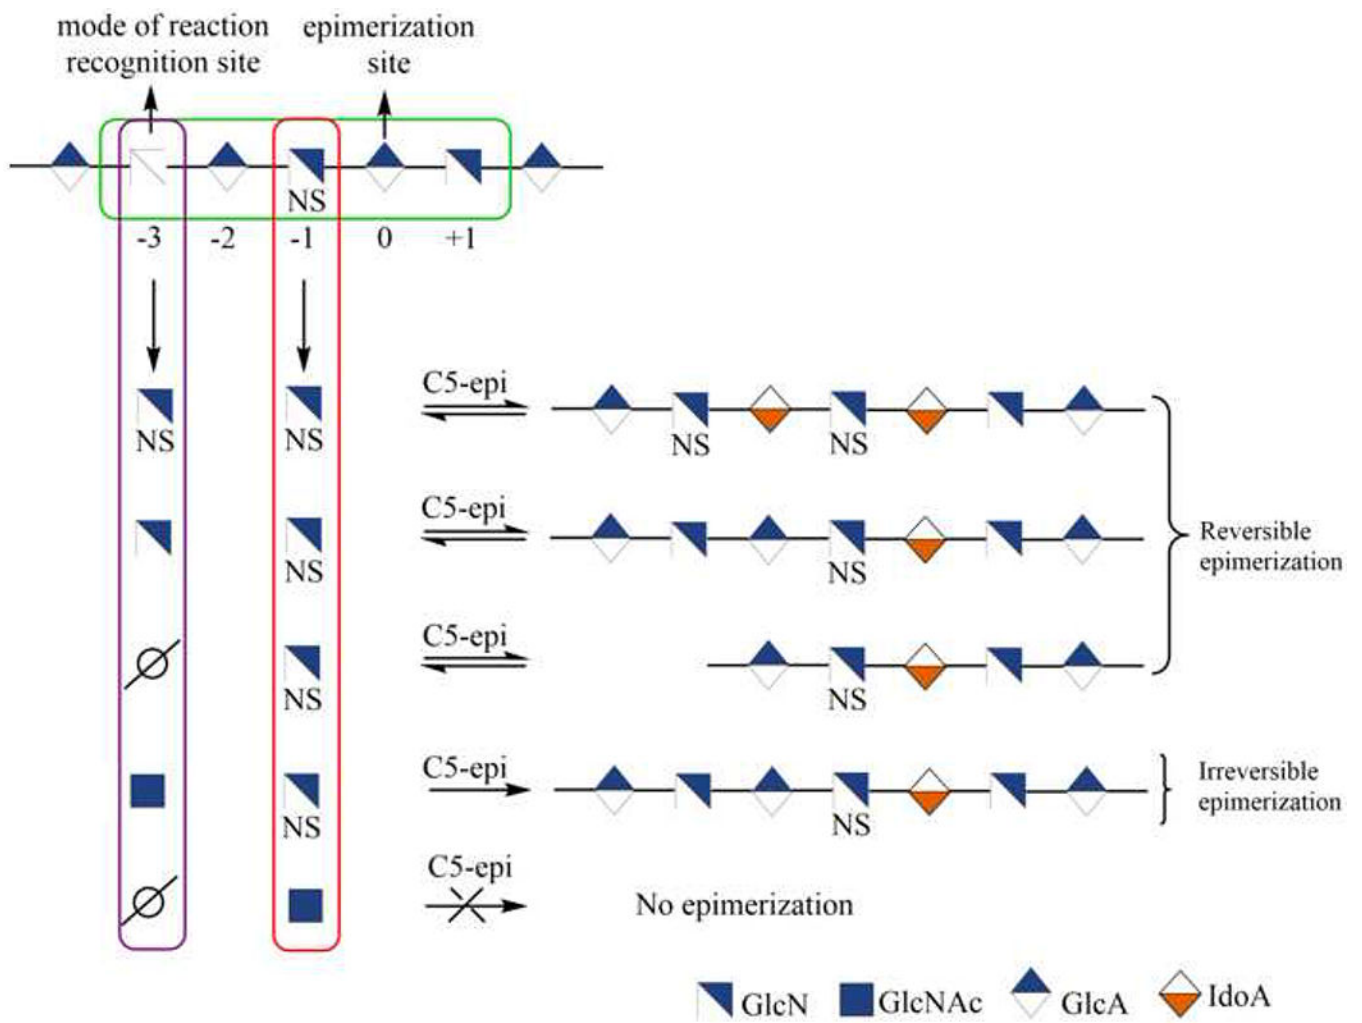 mode of reaction
recognition site
epimerization
site
NS
-3 -2 -1 0 +1
C5-epi
NS NS NS NS
C5-epi
NS NS
Reversible
epimerization
C5-epi
NS NS
C5-epi
NS NS
Irreversible
epimerization
C5-epi
No epimerization
GlcN GlcNAc GlcA IdoA